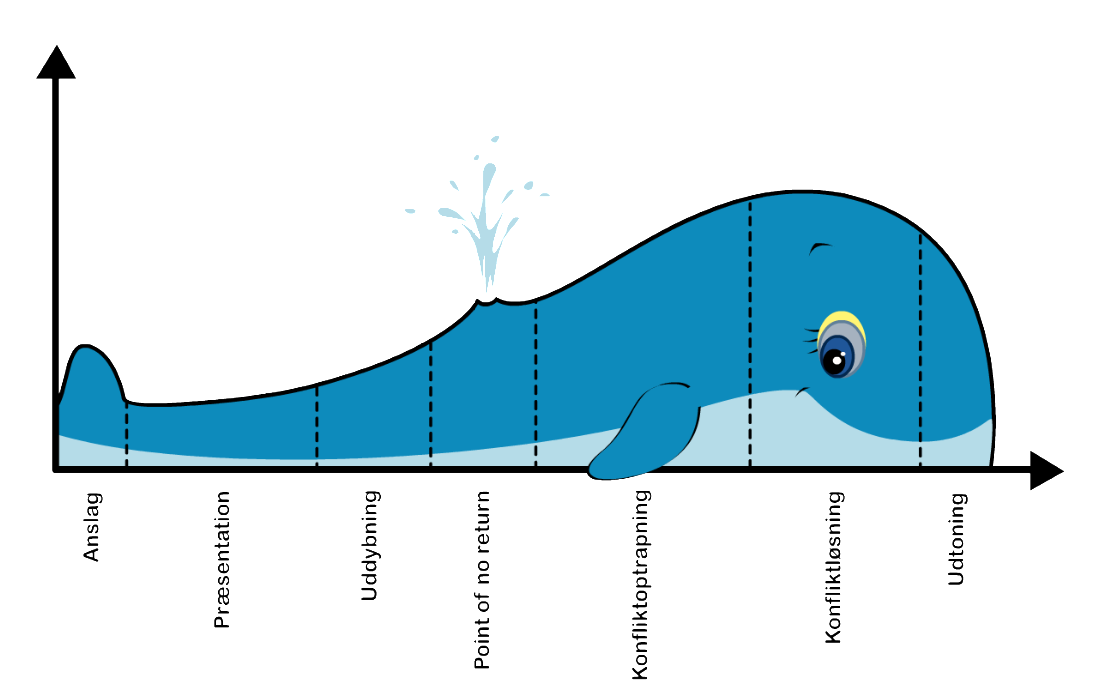 Anslag
Præsentation
Uddybning
Point of no return
Konfliktoptrapning
Konfliktløsning
Udtoning